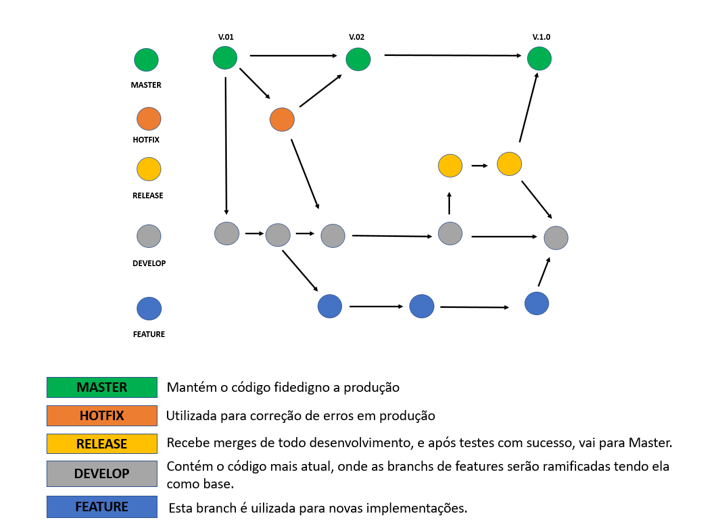 V.01
V.02
V.1.0
MASTER
HOTFIX
RELEASE
DEVELOP
FEATURE
MASTER Mantém o código fidedigno a produção
HOTFIX Utilizada para correção de erros em produção
RELEASE Recebe merges de todo desenvolvimento, e após testes com sucesso, vai para Master.
DEVELOP Contém o código mais atual, onde as branchs de features serão ramificadas tendo ela
como base.
FEATURE Esta branch é uilizada para novas implementações.